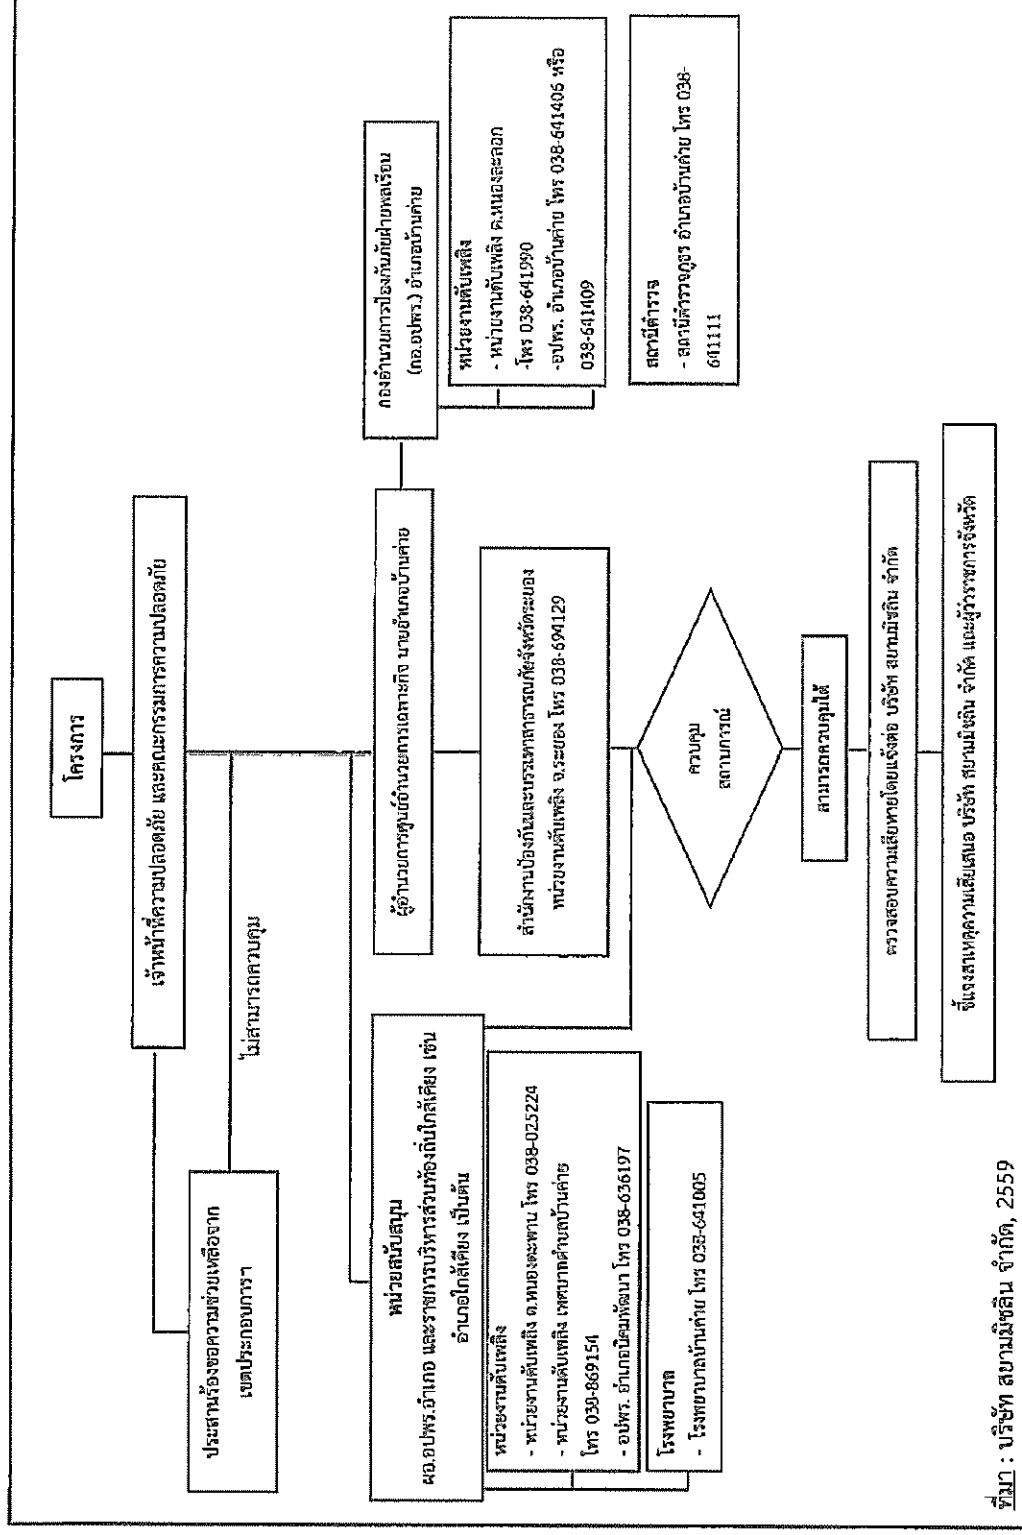 โครงการ
เจ้าหน้าที่ความปลอดภัย และคณะกรรมการความปลอดภัย
ประสานร้องขอความช่วยเหลือจาก
เขตประกอบการฯ
ไม่สามารถควบคุม
หน่วยสนับสนุน
ผอ.อปพร.อำเภอ และราชการบริหารส่วนท้องถิ่นใกล้เคียง เช่น
อำเภอใกล้เคียง เป็นต้น
หน่วยงานดับเพลิง
- หน่วยงานดับเพลิง ต.หนองตะพาน โทร 038-025224
- หน่วยงานดับเพลิง เทศบาลตำบลบ้านค่าย
โทร 038-869154
- อปพร. อำเภอนิคมพัฒนา โทร 038-636197
โรงพยาบาล
- โรงพยาบาลบ้านค่าย โทร 038-641005
ผู้อำนวยการศูนย์อำนวยการเฉพาะกิจ นายอำเภอบ้านค่าย
กองอำนวยการป้องกันภัยฝ่ายพลเรือน
(กอ.อปพร.) อำเภอบ้านค่าย
หน่วยงานดับเพลิง
- หน่วยงานดับเพลิง ต.หนองละลอก
-โทร 038-641990
-อปพร. อำเภอบ้านค่าย โทร 038-641406 หรือ
038-641409
สถานีตำรวจ
- สถานีตำรวจภูธร อำเภอบ้านค่าย โทร 038-
641111
สำนักงานป้องกันและบรรเทาสาธารณภัยจังหวัดระยอง
หน่วยงานดับเพลิง จ.ระยอง โทร 038-694129
ควบคุม
สถานการณ์
สามารถควบคุมได้
ตรวจสอบความเสียหายโดยแจ้งต่อ บริษัท สยามมิชลิน จำกัด
ชี้แจงสาเหตุความเสียเสนอ บริษัท สยามมิชลิน จำกัด และผู้ว่าราชการจังหวัด
ที่มา : บริษัท สยามมิชลิน จำกัด, 2559